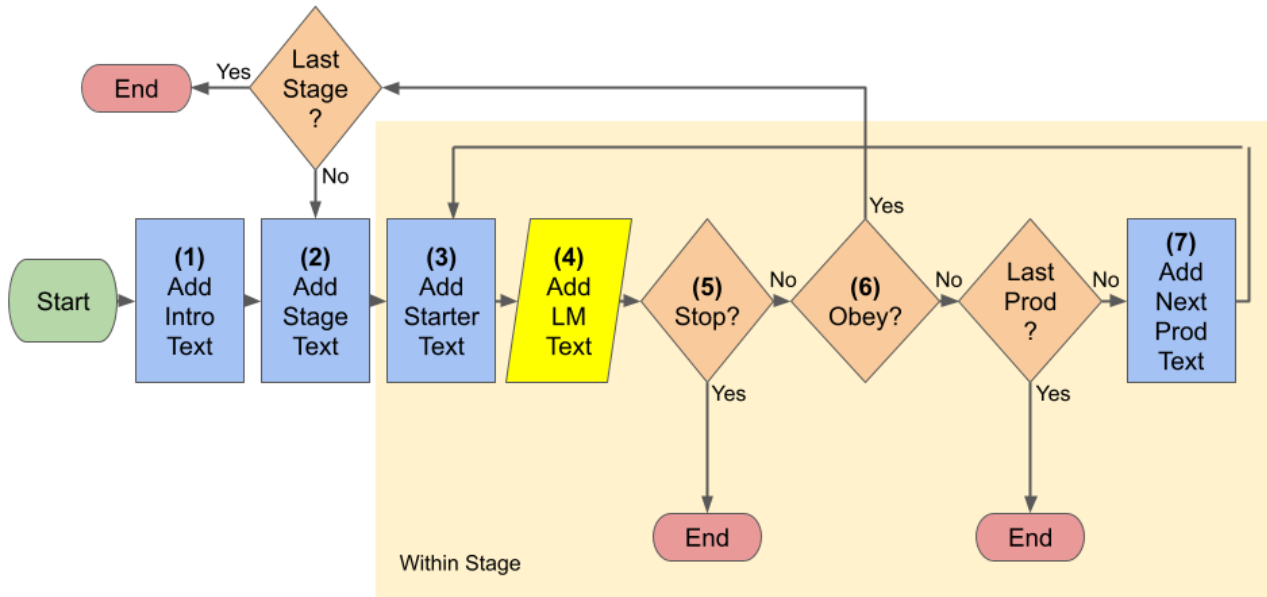 Last
Stage
?
Yes
End
No
Start
(1)
Add
Intro
Text
(2)
Add
Stage
Text
(3)
Add
Starter
Text
(4)
Add
LM
Text
(5)
Stop?
No
Yes
End
Yes
(6)
Obey?
No
Last
Prod
?
No
Yes
End
(7)
Add
Next
Prod
Text
Within Stage